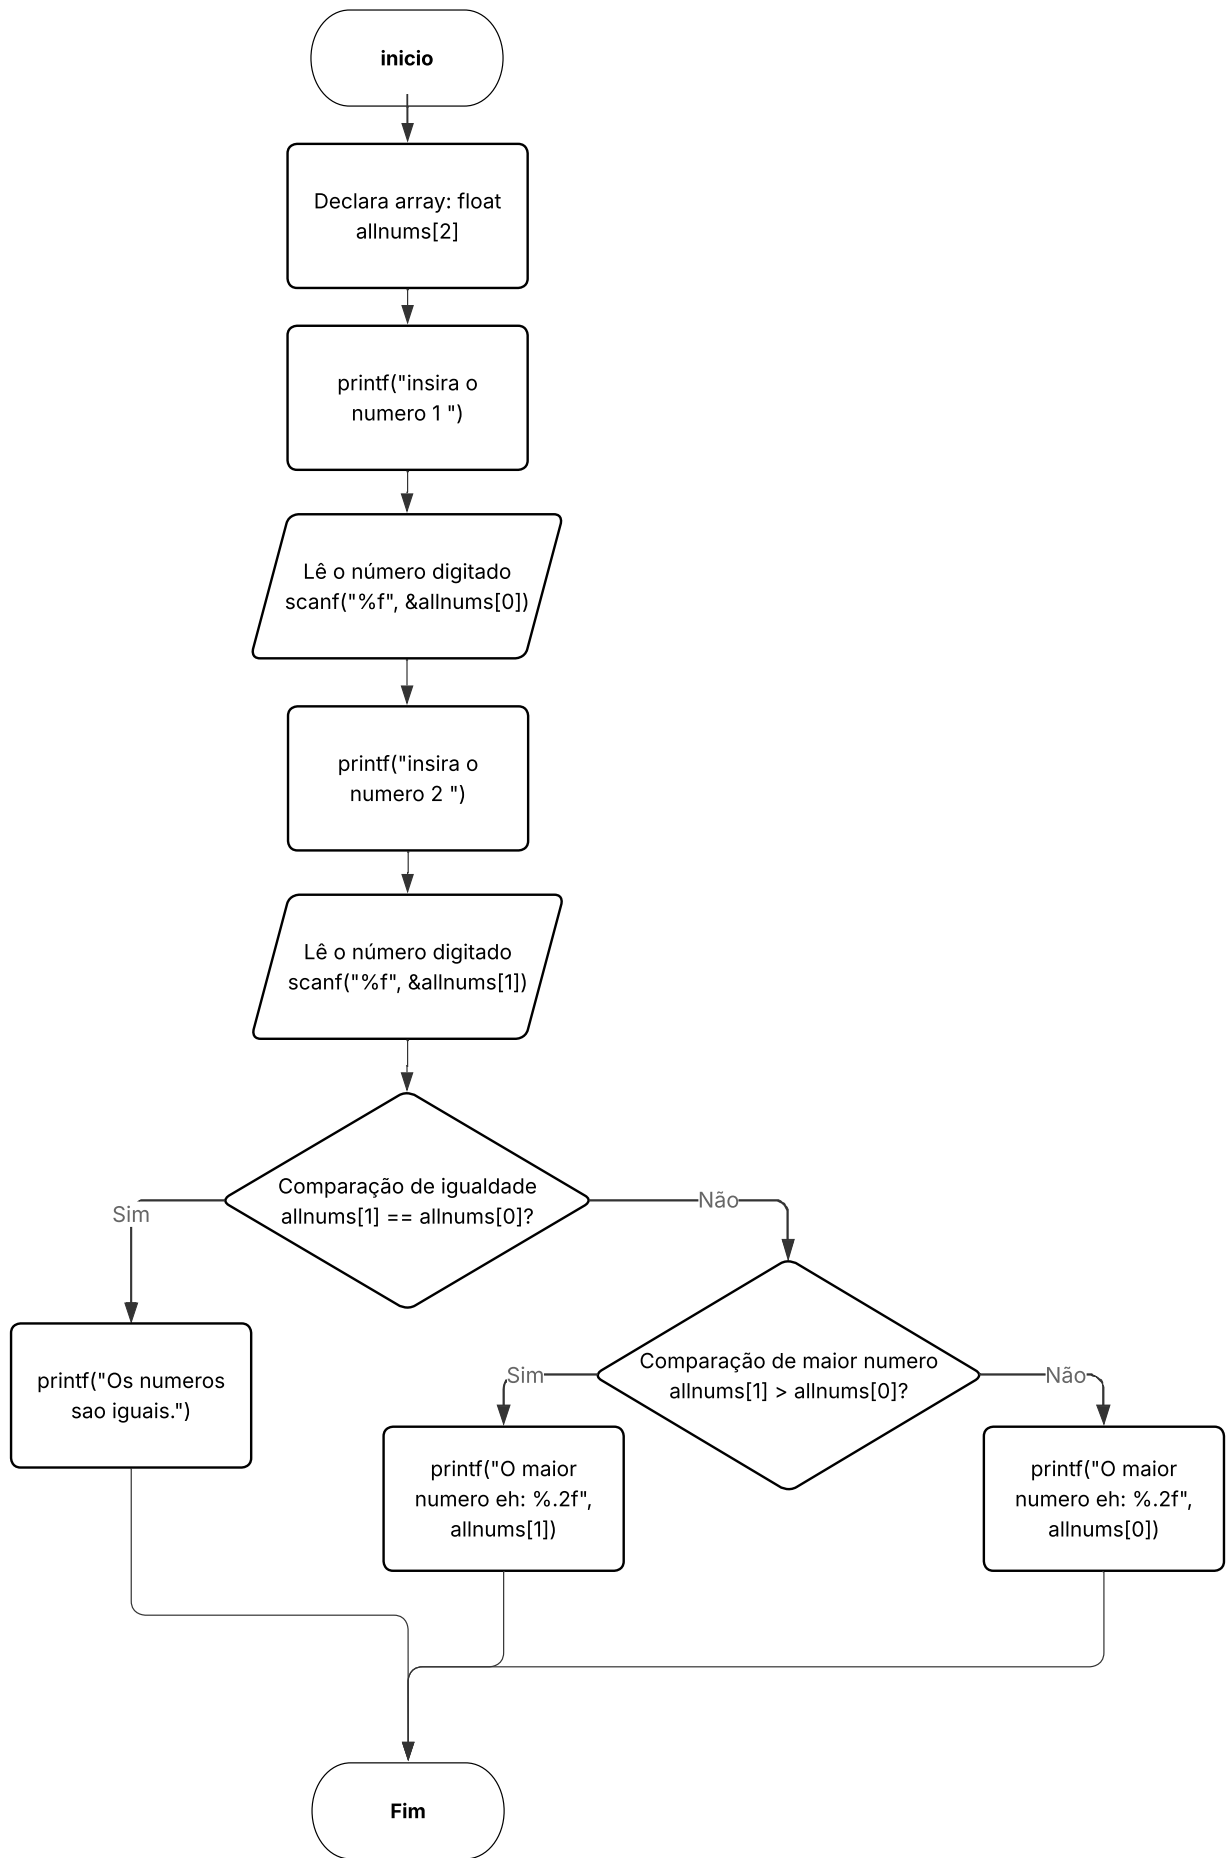 inicio
Declara array: float
allnums[2]
printf("insira o
numero 1 ")
Lê o número digitado
scanf("%f", &allnums[0])
printf("insira o
numero 2 ")
Lê o número digitado
scanf("%f", &allnums[1])
Comparação de igualdade
allnums[1] == allnums[0]?
Sim
Não
printf("Os numeros
sao iguais.")
Comparação de maior numero
allnums[1] > allnums[0]?
Sim
Não
printf("O maior
numero eh: %.2f",
allnums[1])
printf("O maior
numero eh: %.2f",
allnums[0])
Fim